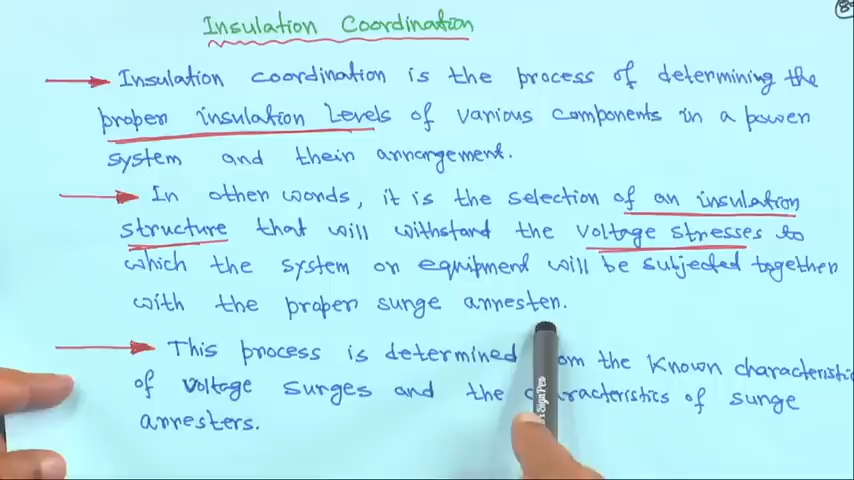 Insulation Coordination
Insulation coordination is the process of determining the
proper insulation levels of various components in a power
system and their arrangement.
In other words, it is the selection of an insulation
structure that will withstand the voltage stresses to
which the system or equipment will be subjected together
with the proper surge arrester.
This process is determined from the known characteristic
of voltage surges and the characteristics of surge
arresters.